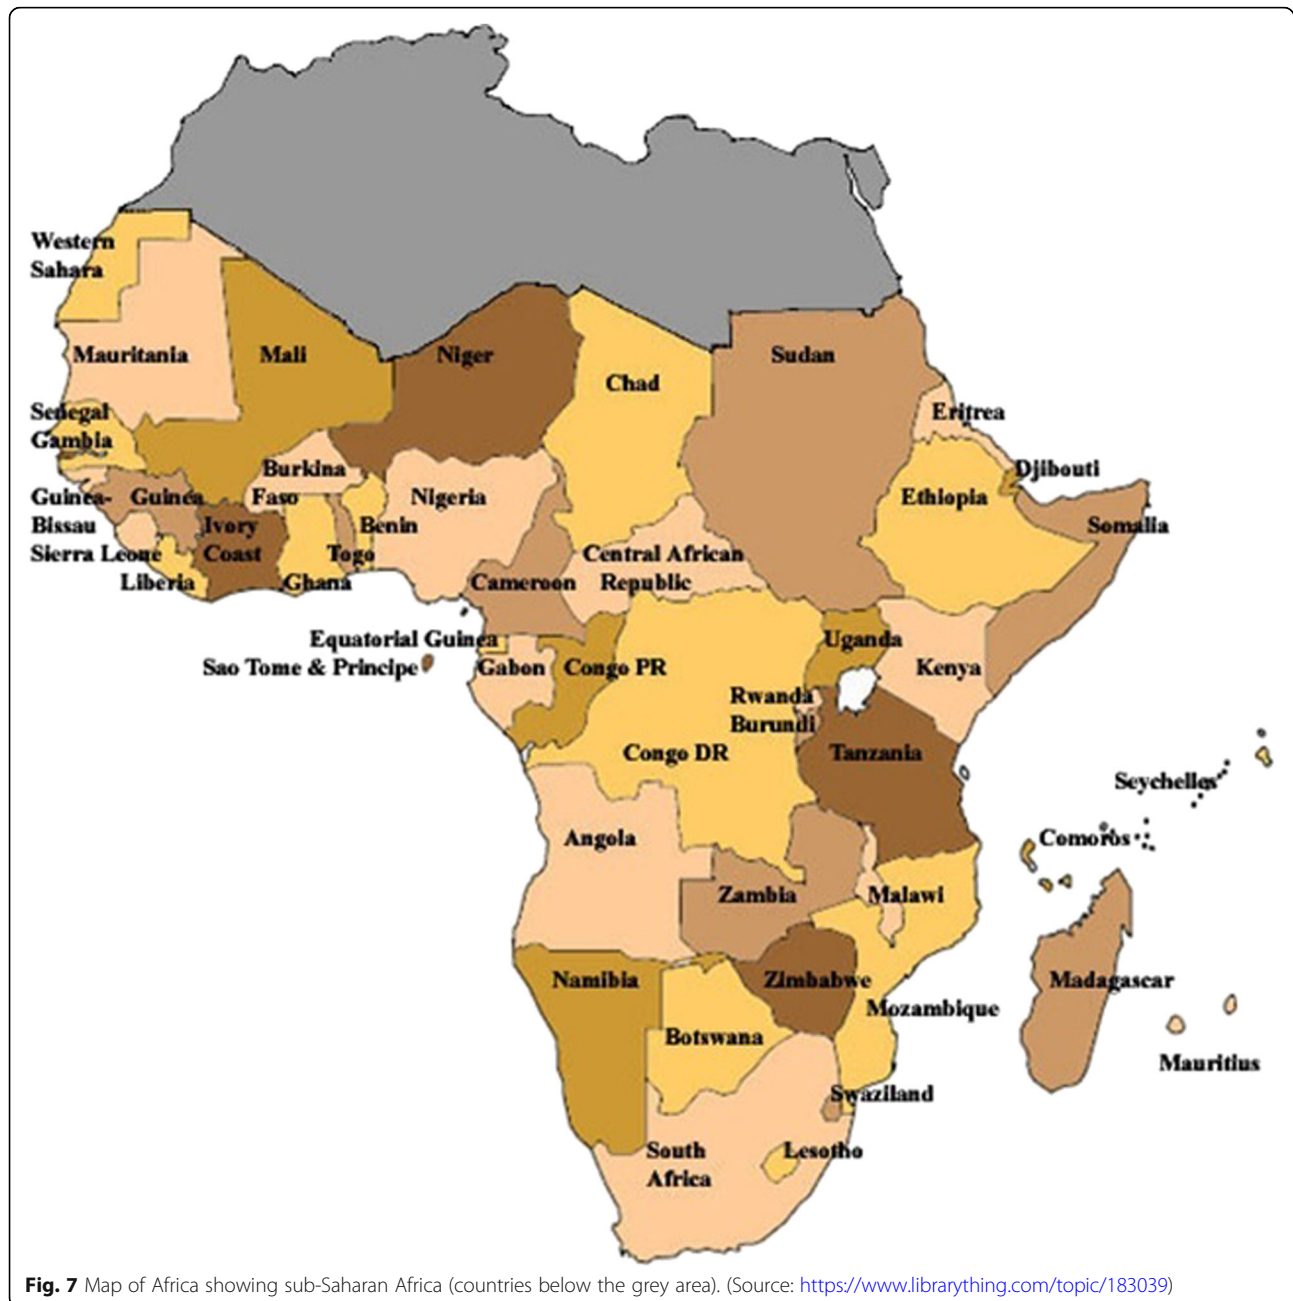 Western
Sahara
Mauritania
Mali
Niger
Chad
Sudan
Eritrea
Senegal
Gambia
Burkina
Faso
Nigeria
Ethiopia
Djibouti
Guinea-
Bissau
Guinea
Ivory
Coast
Benin
Togo
Somalia
Sierra Leone
Liberia
Ghana
Cameroon
Central African
Republic
Equatorial Guinea
Sao Tome & Principe
Gabon
Congo PR
Uganda
Kenya
Rwanda
Burundi
Congo DR
Tanzania
Seychelles
Angola
Comoros
Zambia
Malawi
Namibia
Zimbabwe
Madagascar
Mozambique
Botswana
Mauritius
Swaziland
South
Africa
Lesotho
Fig. 7 Map of Africa showing sub-Saharan Africa (countries below the grey area). (Source: https://www.librarything.com/topic/183039)